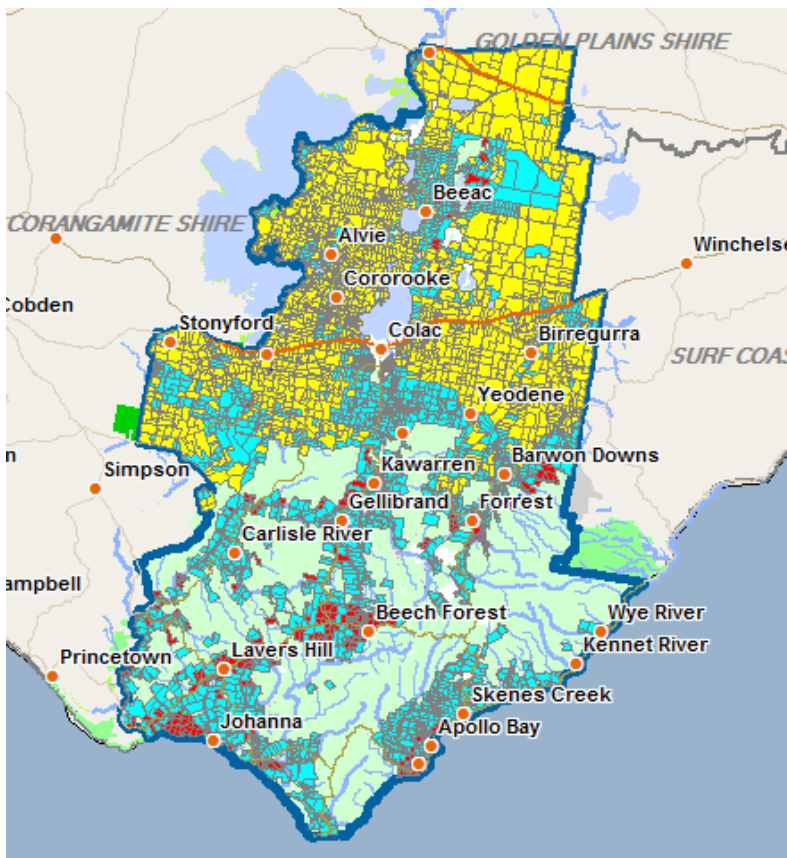 GOLDEN PLAINS SHIRE
Beeac
CORANGAMITE SHIRE
Alvie
Winchelse
Cororooke
Cobden
Stonyford
Colac
Birregurra
SURF COAS
Yeodene
n
Simpson
Kawarren
Barwon Downs
Gellibrand
Forrest
Carlisle River
ampbell
Beech Forest
Wye River
Princetown
Lavers Hill
Kennet River
Skenes Creek
Johanna
Apollo Bay